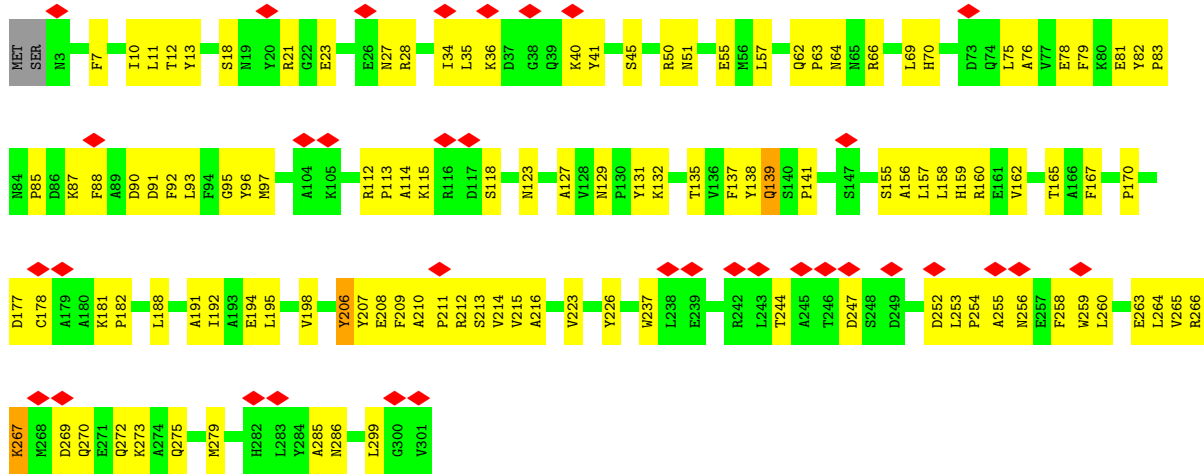 MET SER N3 F7 I10 L11 T12 Y13 S18 N19 Y20 R21 G22 E23 E26 N27 R28 I34 L35 K36 D37 G38 Q39 K40 Y41 S45 R50 N51 E55 M56 L57 Q62 P63 N64 N65 R66 L69 H70 D73 Q74 L75 A76 V77 E78 F79 K80 E81 Y82 P83
N84 P85 D86 K87 F88 A89 D90 D91 F92 L93 F94 G95 Y96 M97 A104 K105 R112 P113 A114 K115 R116 D117 S118 N123 A127 V128 N129 P130 Y131 K132 T135 V136 F137 Y138 Q139 S140 P141 S147 S155 A156 L157 L158 H159 R160 E161 V162 T165 A166 F167 P170
D177 C178 A179 A180 K181 P182 L188 A191 I192 A193 E194 L195 V198 Y206 Y207 E208 F209 A210 P211 R212 S213 V214 V215 A216 V223 Y226 W237 L238 E239 R242 L243 T244 A245 T246 D247 S248 D249 D252 L253 P254 A255 N256 E257 F258 W259 L260 E263 L264 V265 R266
K267 M268 D269 Q270 E271 Q272 K273 A274 Q275 M279 H282 L283 Y284 A285 N286 L299 G300 V301